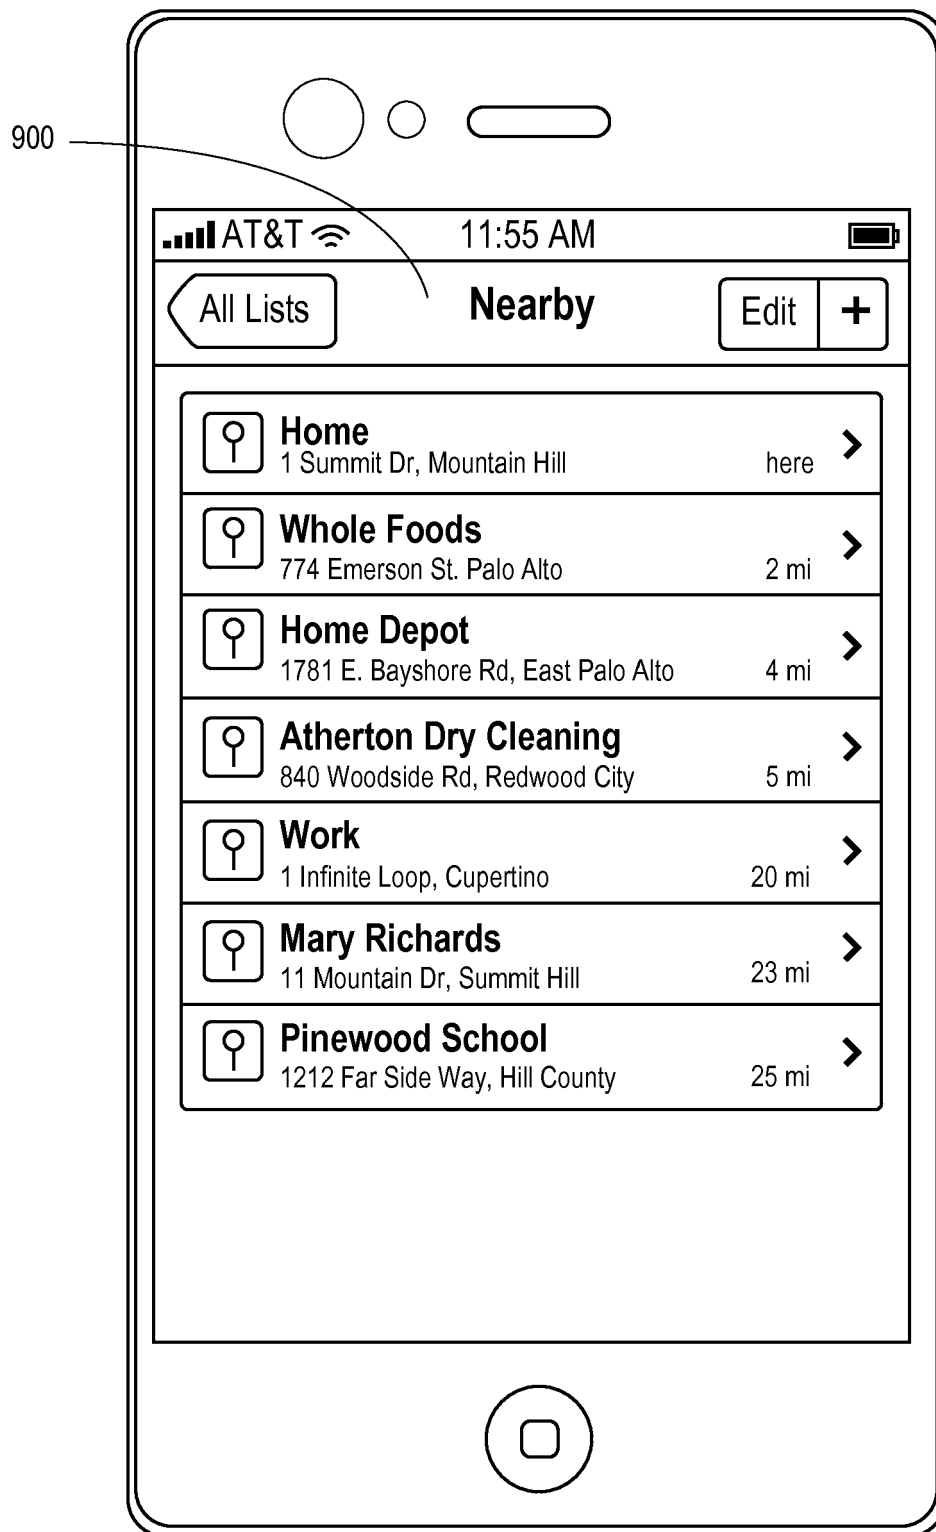 900
AT&T 11:55 AM
All Lists Nearby Edit +
Home
1 Summit Dr, Mountain Hill here
Whole Foods
774 Emerson St. Palo Alto 2 mi
Home Depot
1781 E. Bayshore Rd, East Palo Alto 4 mi
Atherton Dry Cleaning
840 Woodside Rd, Redwood City 5 mi
Work
1 Infinite Loop, Cupertino 20 mi
Mary Richards
11 Mountain Dr, Summit Hill 23 mi
Pinewood School
1212 Far Side Way, Hill County 25 mi